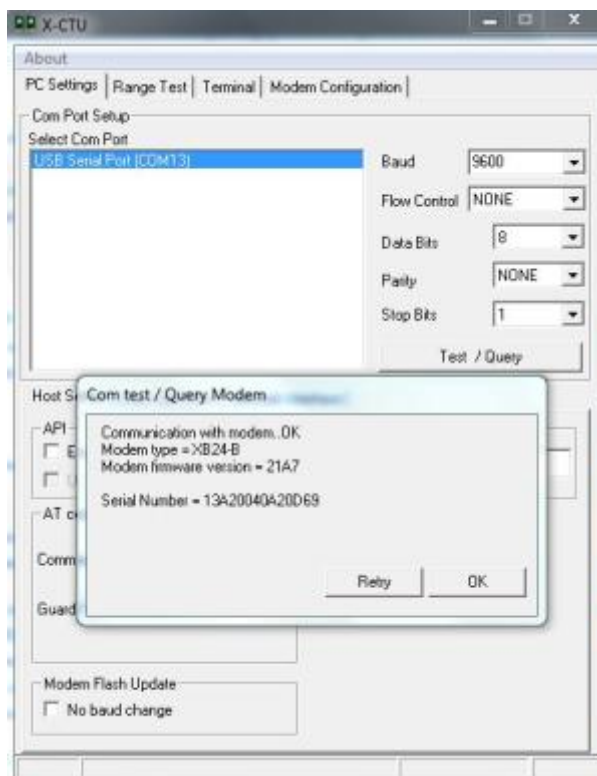 X-CTU
About
PC Settings Range Test Terminal Modem Configuration
Com Port Setup
Select Com Port
USB Serial Port (COM13)
Baud 9600
Flow Control NONE
Data Bits 8
Parity NONE
Stop Bits 1
Test / Query
Host
Com test / Query Modem
API
Communication with modem..OK
Modem type = XB24-B
Modem firmware version = 21A7
Serial Number = 13A20040A20D69
AT
Comm
Retry OK
Guard
Modem Flash Update
No baud change